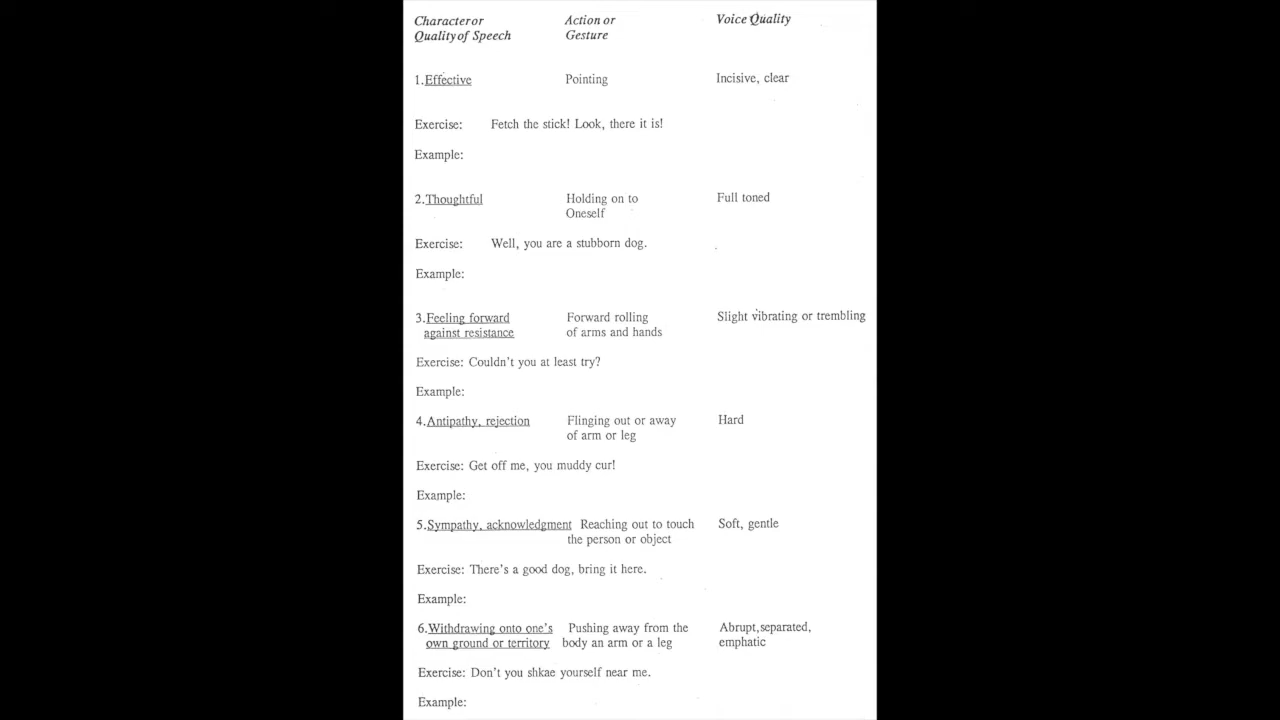 Character or Action or Voice Quality
Quality of Speech Gesture
1. Effective Pointing Incisive, clear
Exercise: Fetch the stick! Look, there it is!
Example:
2. Thoughtful Holding on to Full toned
Oneself
Exercise: Well, you are a stubborn dog.
Example:
3. Feeling forward Forward rolling Slight vibrating or trembling
against resistance of arms and hands
Exercise: Couldn't you at least try?
Example:
4. Antipathy, rejection Flinging out or away Hard
of arm or leg
Exercise: Get off me, you muddy cur!
Example:
5. Sympathy, acknowledgment Reaching out to touch Soft, gentle
the person or object
Exercise: There's a good dog, bring it here.
Example:
6. Withdrawing onto one's Pushing away from the Abrupt, separated,
own ground or territory body an arm or a leg emphatic
Exercise: Don't you shkae yourself near me.
Example: